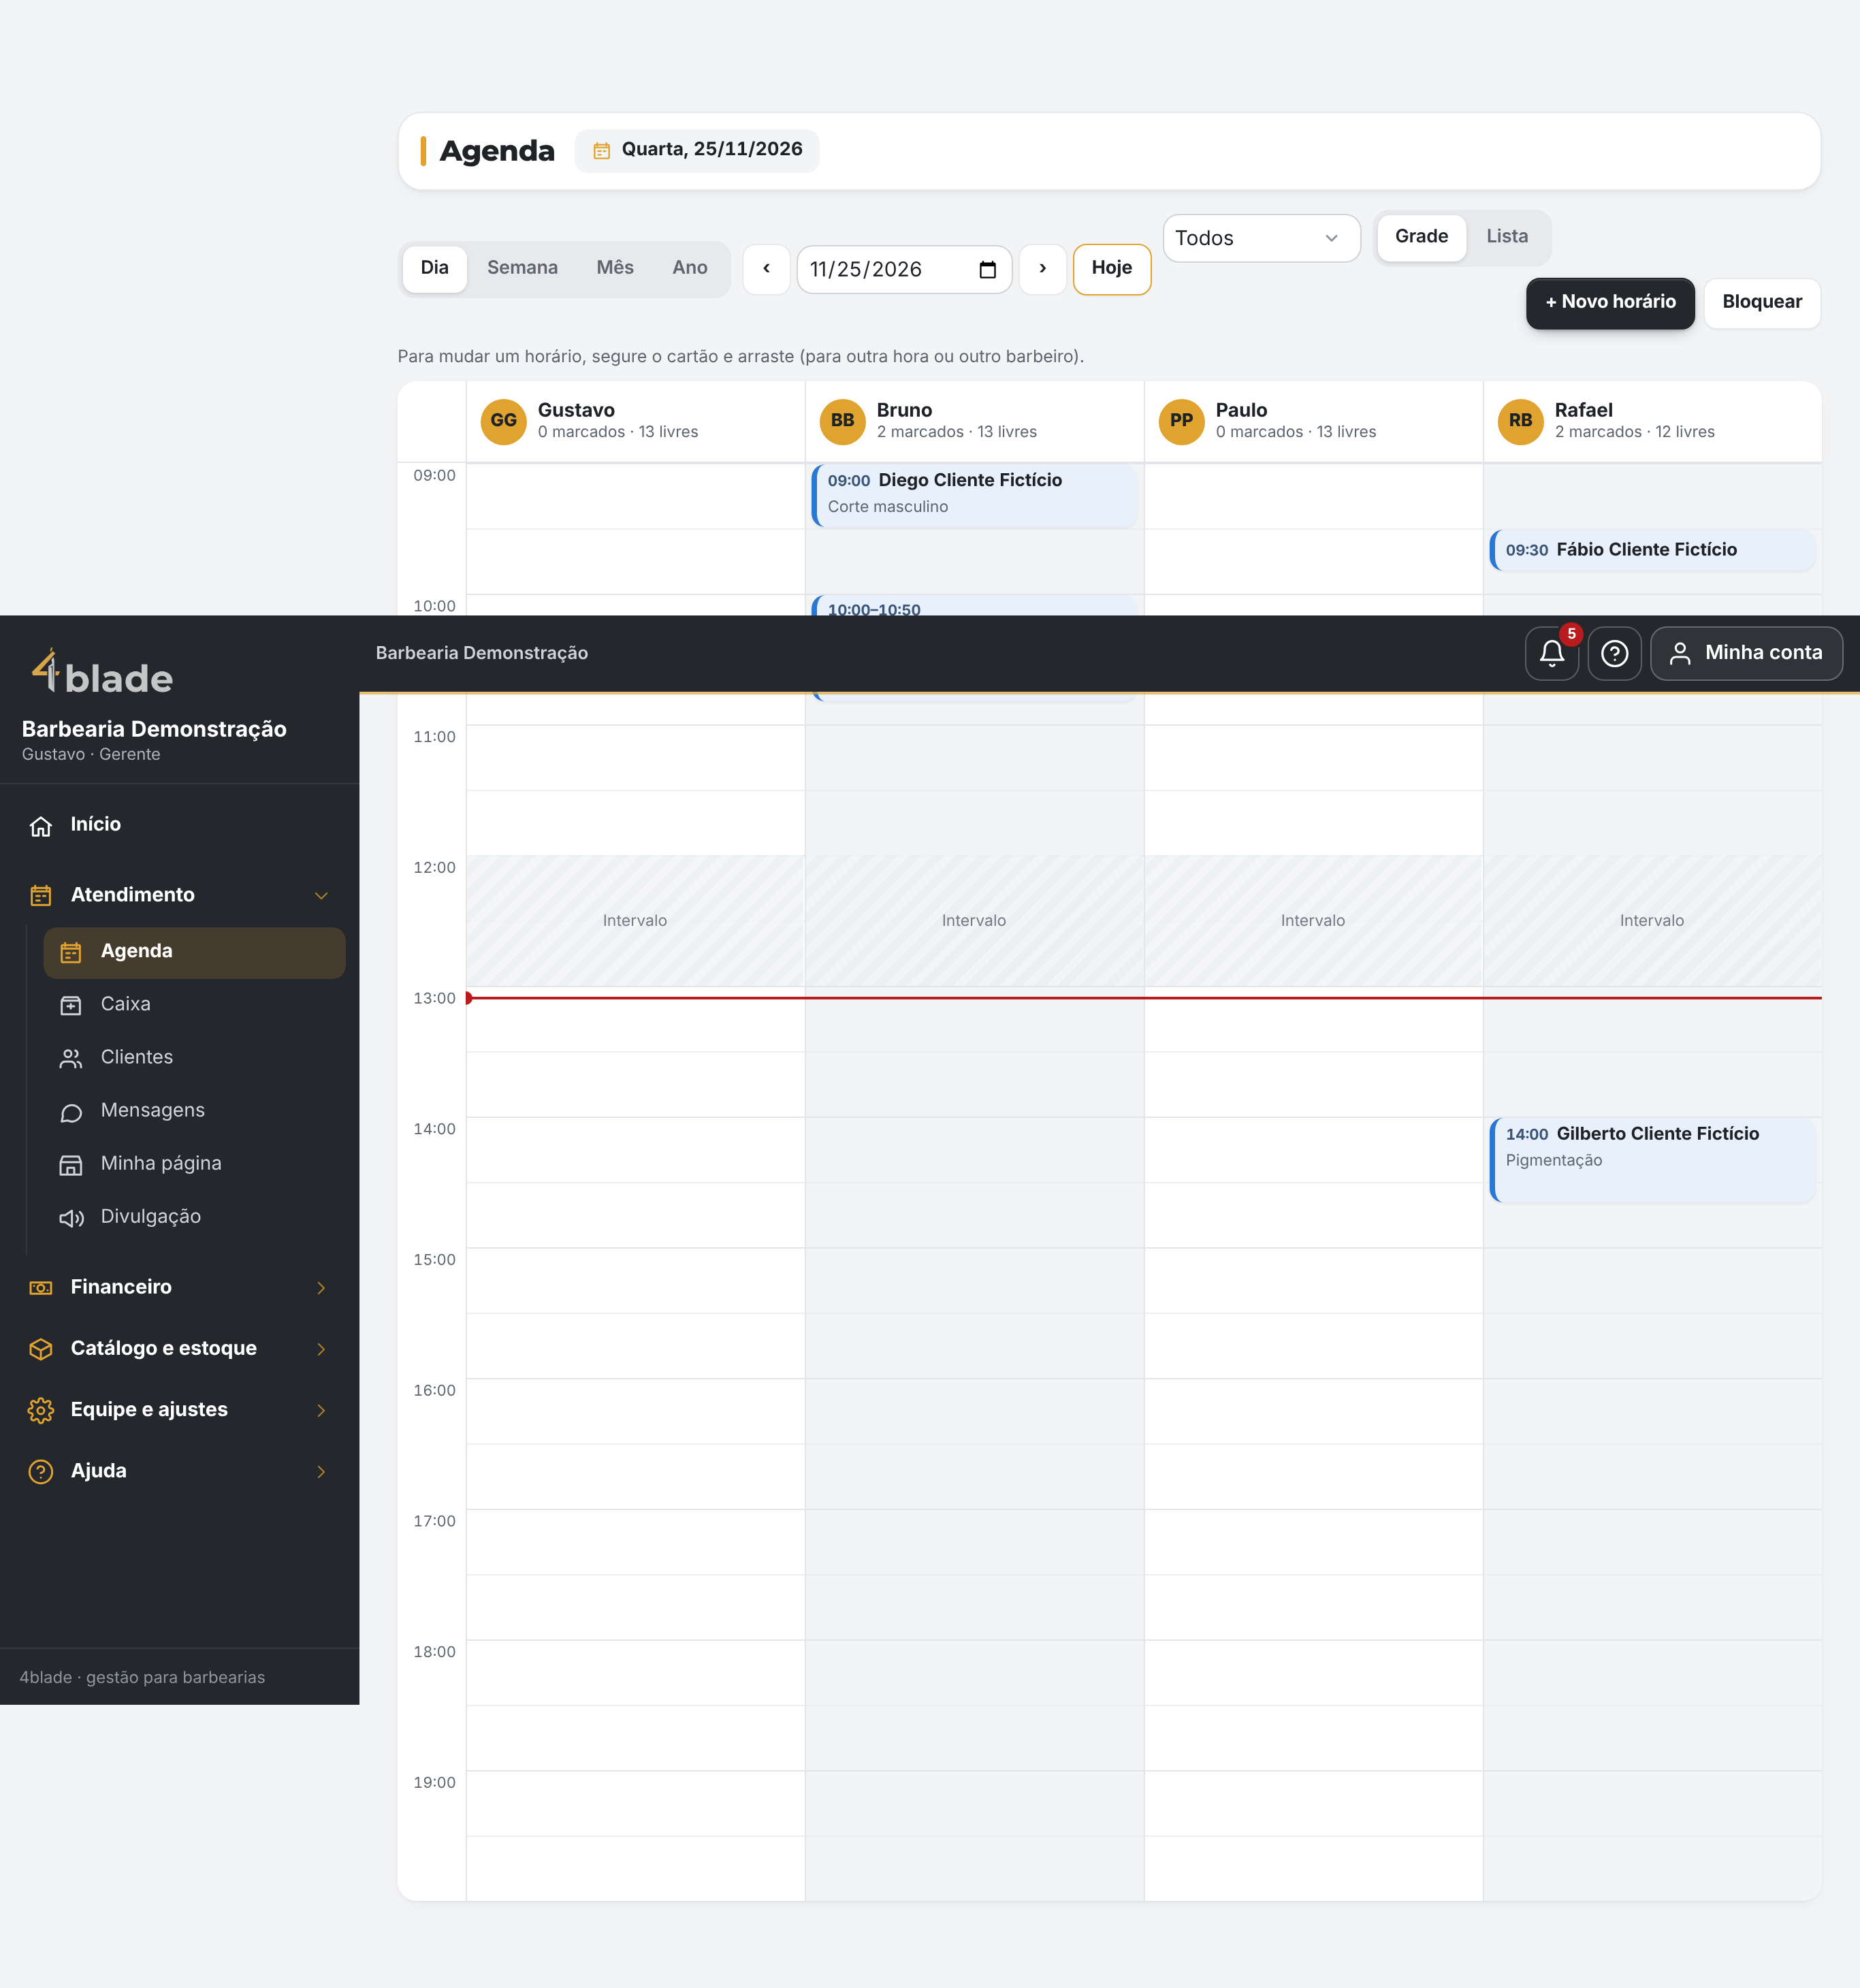 Agenda
Quarta, 25/11/2026
Dia Semana Mês Ano ‹ 11/25/2026 › Hoje Todos Grade Lista
+ Novo horário Bloquear
Para mudar um horário, segure o cartão e arraste (para outra hora ou outro barbeiro).
GG Gustavo
0 marcados · 13 livres
BB Bruno
2 marcados · 13 livres
PP Paulo
0 marcados · 13 livres
RB Rafael
2 marcados · 12 livres
09:00
09:00 Diego Cliente Fictício
Corte masculino
09:30 Fábio Cliente Fictício
10:00
10:00–10:50
4blade
Barbearia Demonstração
Gustavo · Gerente
Barbearia Demonstração
5
Minha conta
Início
Atendimento
Agenda
Caixa
Clientes
Mensagens
Minha página
Divulgação
Financeiro
Catálogo e estoque
Equipe e ajustes
Ajuda
4blade · gestão para barbearias
11:00
12:00
Intervalo Intervalo Intervalo Intervalo
13:00
14:00
14:00 Gilberto Cliente Fictício
Pigmentação
15:00
16:00
17:00
18:00
19:00